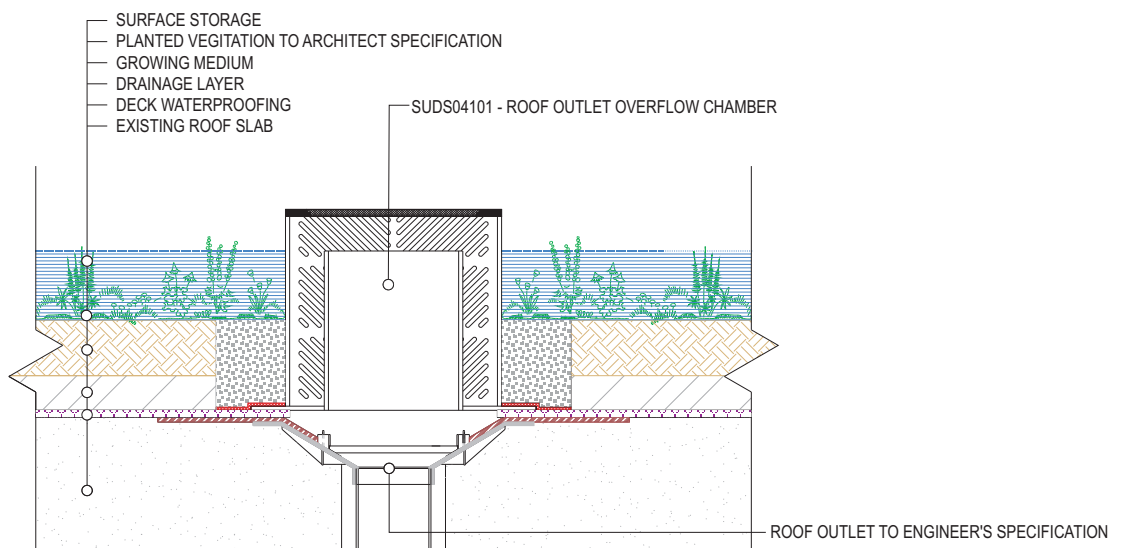 SURFACE STORAGE
PLANTED VEGITATION TO ARCHITECT SPECIFICATION
GROWING MEDIUM
DRAINAGE LAYER
DECK WATERPROOFING
EXISTING ROOF SLAB
SUDS04101 - ROOF OUTLET OVERFLOW CHAMBER
ROOF OUTLET TO ENGINEER'S SPECIFICATION